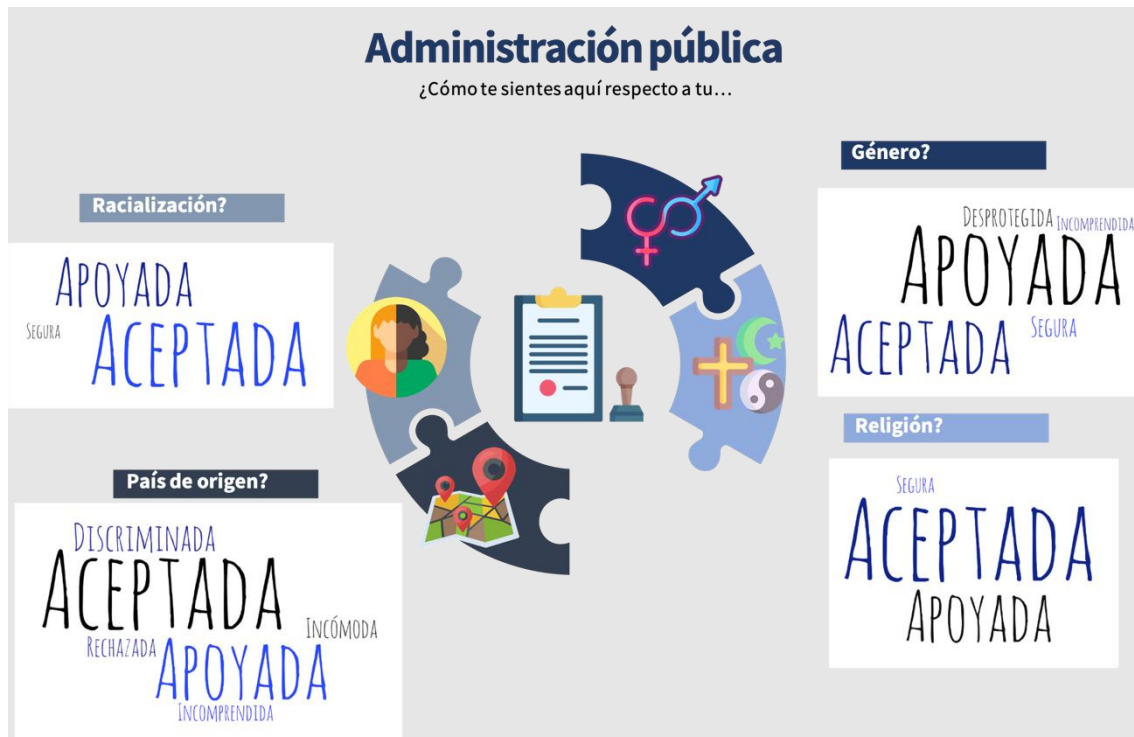 Administración pública
¿Cómo te sientes aquí respecto a tu...
Racialización?
APOYADA
SEGURA
ACEPTADA
País de origen?
DISCRIMINADA
ACEPTADA
INCÓMODA
RECHAZADA
APOYADA
INCOMPRENDIDA
Género?
DESPROTEGIDA
INCOMPRENDIDA
APOYADA
SEGURA
ACEPTADA
Religión?
SEGURA
ACEPTADA
APOYADA